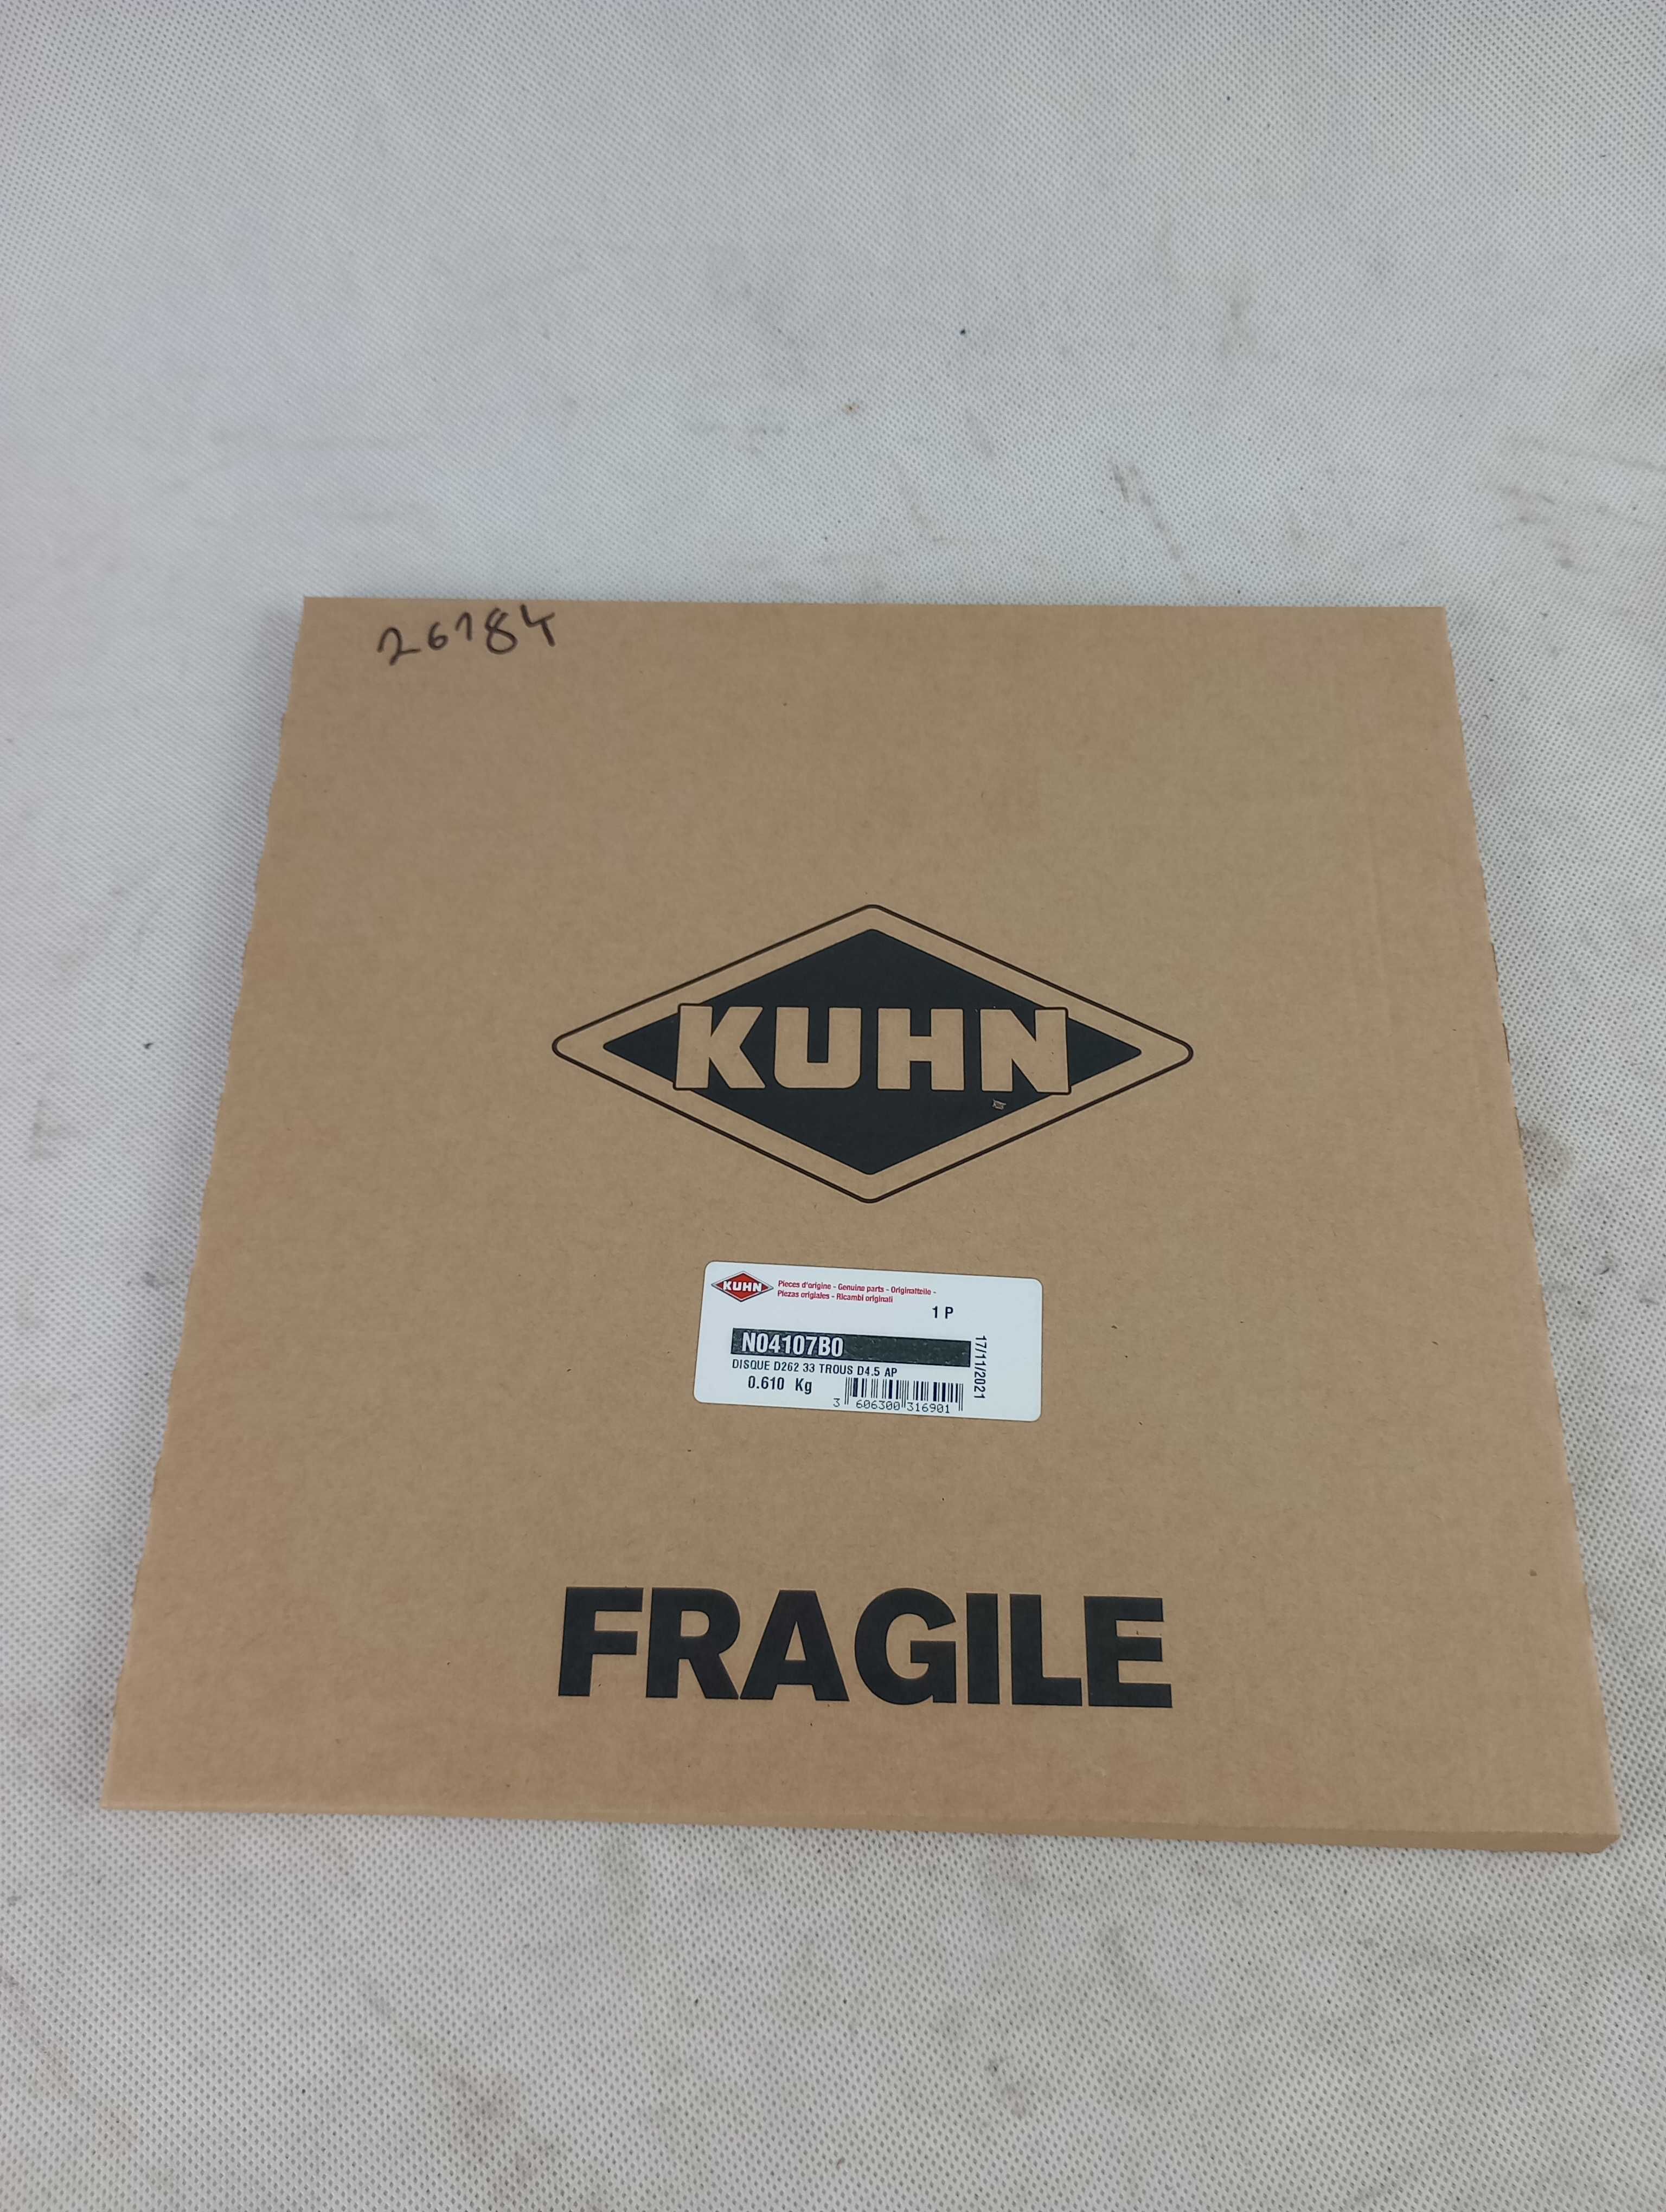 26184
KUHN
KUHN
Pieces d'origine - Genuine parts - Originalteile -
Piezas origiales - Ricambi originali
1 P
N04107B0
17/11/2021
DISQUE D262 33 TROUS D4.5 AP
0.610 Kg
3 606300 316901
FRAGILE